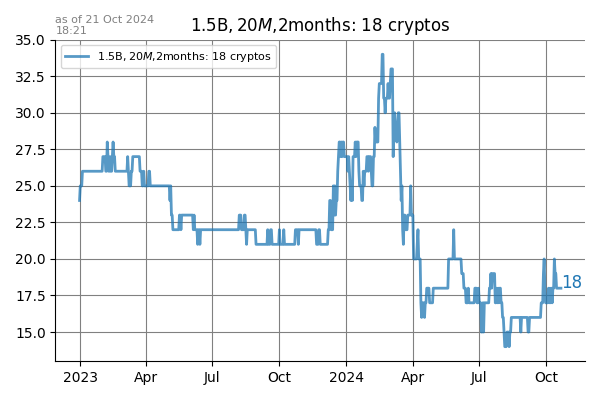 as of 21 Oct 2024
18:21
1.5B, 20M,2months: 18 cryptos
1.5B, 20M,2months: 18 cryptos
35.0
32.5
30.0
27.5
25.0
22.5
20.0
17.5
15.0
18
2023 Apr Jul Oct 2024 Apr Jul Oct